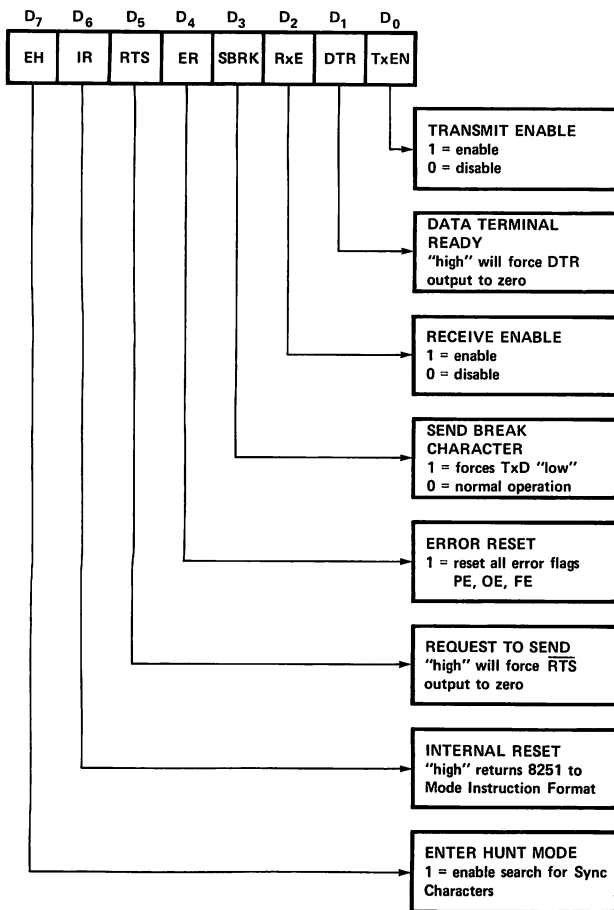 D7 D6 D5 D4 D3 D2 D1 D0
EH IR RTS ER SBRK RxE DTR TxEN
TRANSMIT ENABLE
1 = enable
0 = disable
DATA TERMINAL
READY
"high" will force DTR
output to zero
RECEIVE ENABLE
1 = enable
0 = disable
SEND BREAK
CHARACTER
1 = forces TxD "low"
0 = normal operation
ERROR RESET
1 = reset all error flags
PE, OE, FE
REQUEST TO SEND
"high" will force R̅T̅S̅
output to zero
INTERNAL RESET
"high" returns 8251 to
Mode Instruction Format
ENTER HUNT MODE
1 = enable search for Sync
Characters